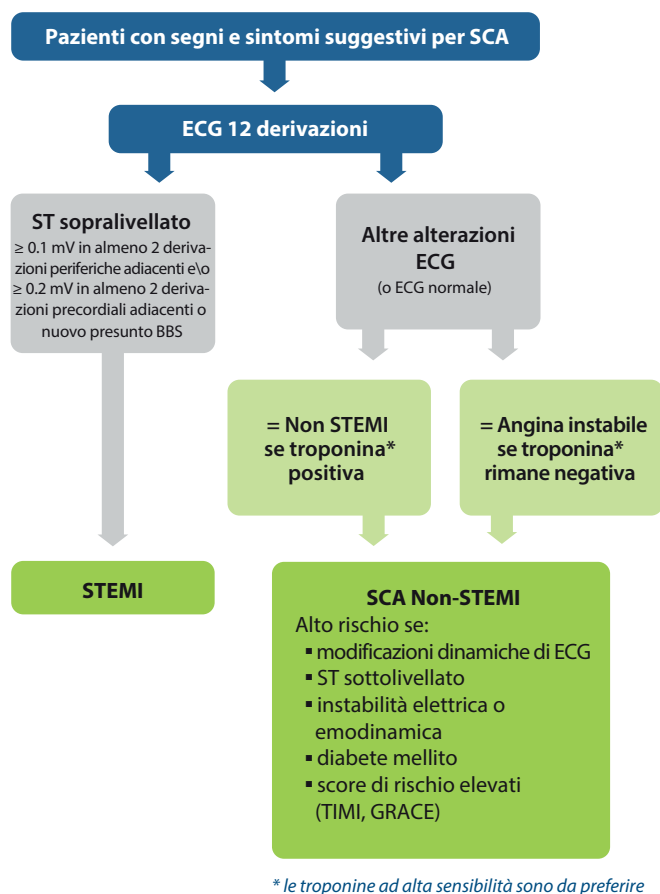 Pazienti con segni e sintomi suggestivi per SCA
ECG 12 derivazioni
ST sopralivellato
≥ 0.1 mV in almeno 2 deriva-
zioni periferiche adiacenti e\o
≥ 0.2 mV in almeno 2 deriva-
zioni precordiali adiacenti o
nuovo presunto BBS
Altre alterazioni
ECG
(o ECG normale)
= Non STEMI
se troponina*
positiva
= Angina instabile
se troponina*
rimane negativa
STEMI
SCA Non-STEMI
Alto rischio se:
▪ modificazioni dinamiche di ECG
▪ ST sottolivellato
▪ instabilità elettrica o
emodinamica
▪ diabete mellito
▪ score di rischio elevati
(TIMI, GRACE)
* le troponine ad alta sensibilità sono da preferire